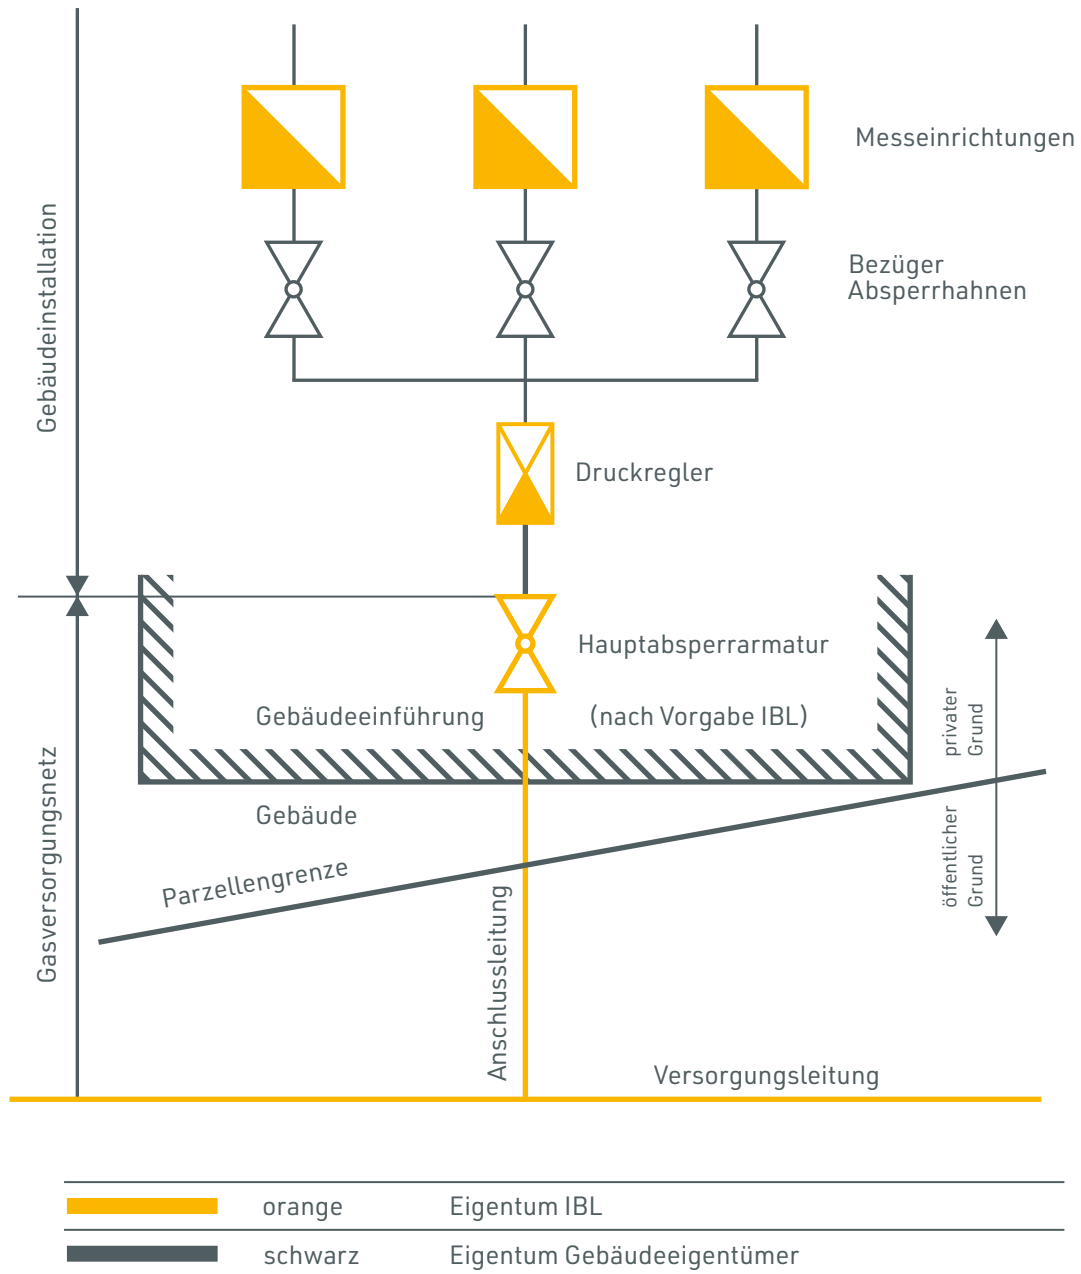 Messeinrichtungen
Gebäudeinstallation
Bezüger
Absperrhahnen
Druckregler
Hauptabsperrarmatur
Gebäudeeinführung (nach Vorgabe IBL)
privater
Grund
Gasversorgungsnetz
Gebäude
öffentlicher
Grund
Parzellengrenze
Anschlussleitung
Versorgungsleitung
orange Eigentum IBL
schwarz Eigentum Gebäudeeigentümer